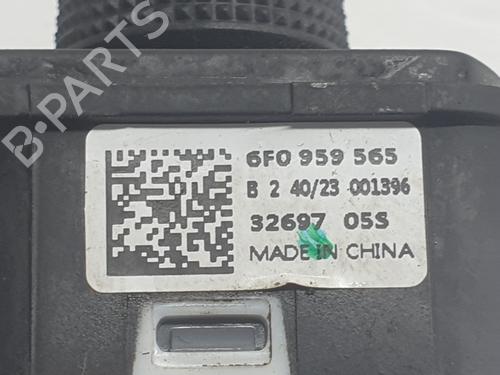 B-PARTS
6F0 959 565
B 2 40/23 001396
32697 05S
MADE IN CHINA